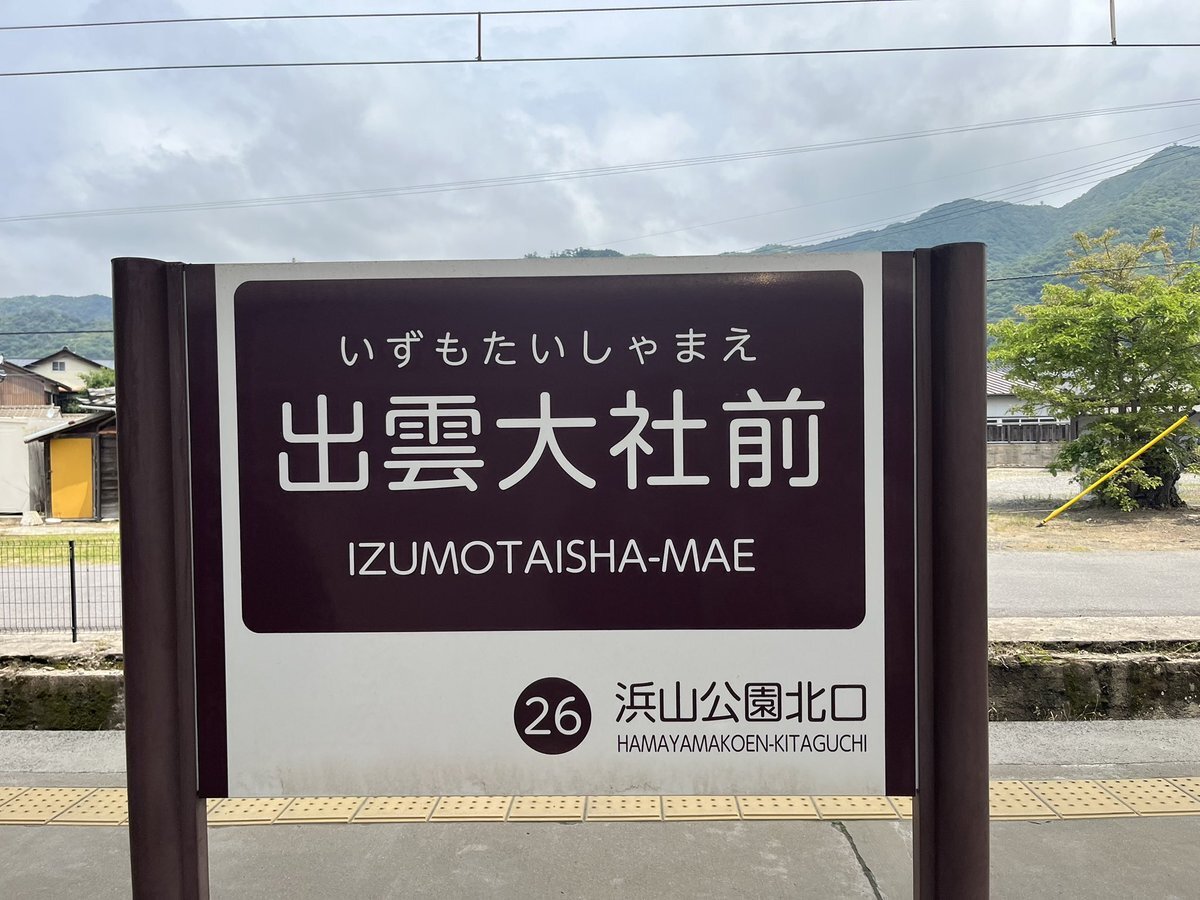 いずもたいしゃまえ
出雲大社前
IZUMOTAISHA-MAE
26 浜山公園北口
HAMAYAMAKOEN-KITAGUCHI